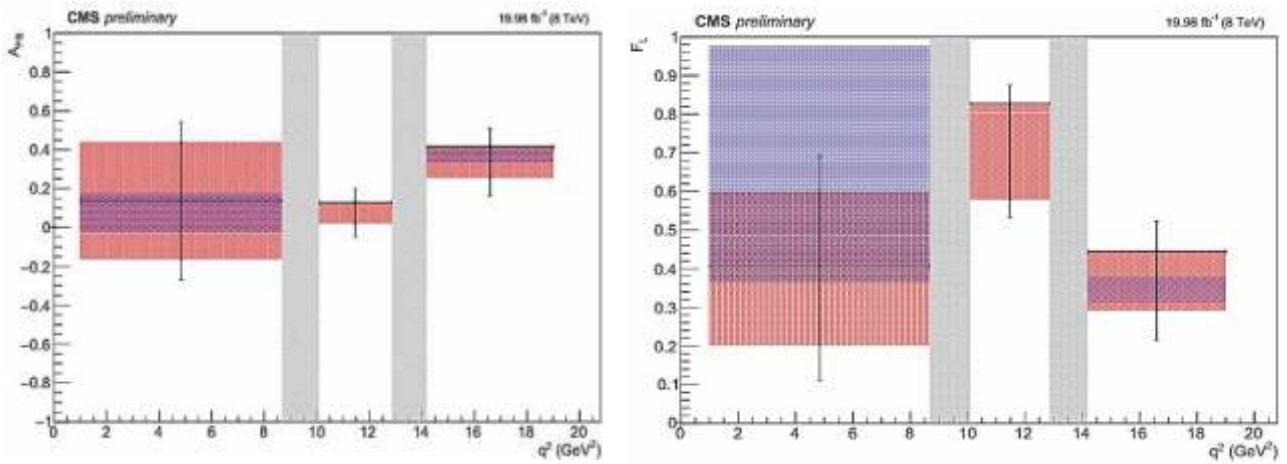 CMS preliminary 19.98 fb⁻¹ (8 TeV)
A_FB
1
0.8
0.6
0.4
0.2
0
−0.2
−0.4
−0.6
−0.8
−1
0 2 4 6 8 10 12 14 16 18 20
q² (GeV²)
CMS preliminary 19.98 fb⁻¹ (8 TeV)
F_L
1
0.9
0.8
0.7
0.6
0.5
0.4
0.3
0.2
0.1
0
0 2 4 6 8 10 12 14 16 18 20
q² (GeV²)